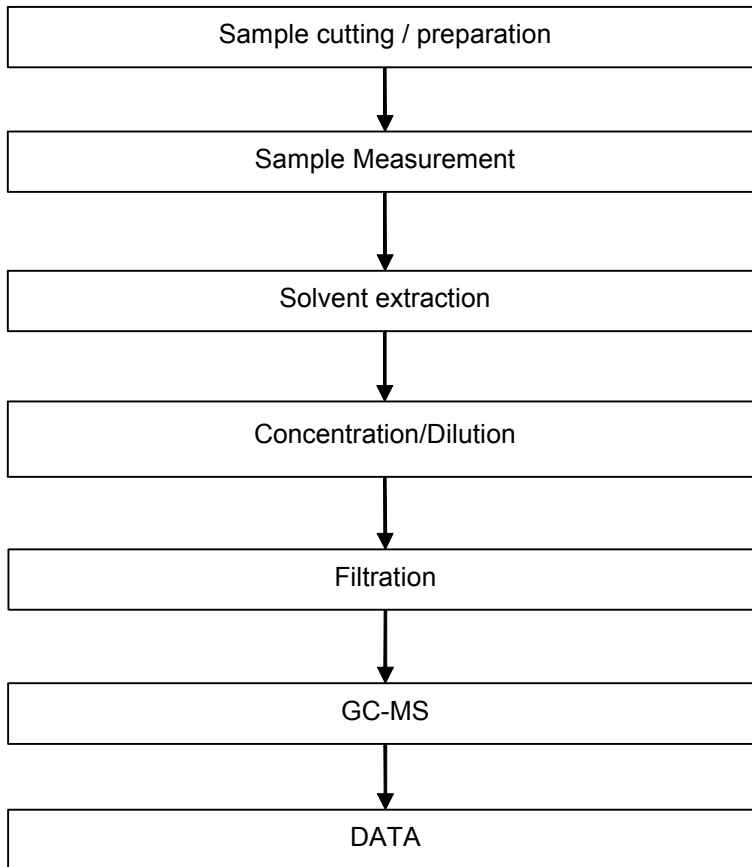 Sample cutting / preparation
Sample Measurement
Solvent extraction
Concentration/Dilution
Filtration
GC-MS
DATA